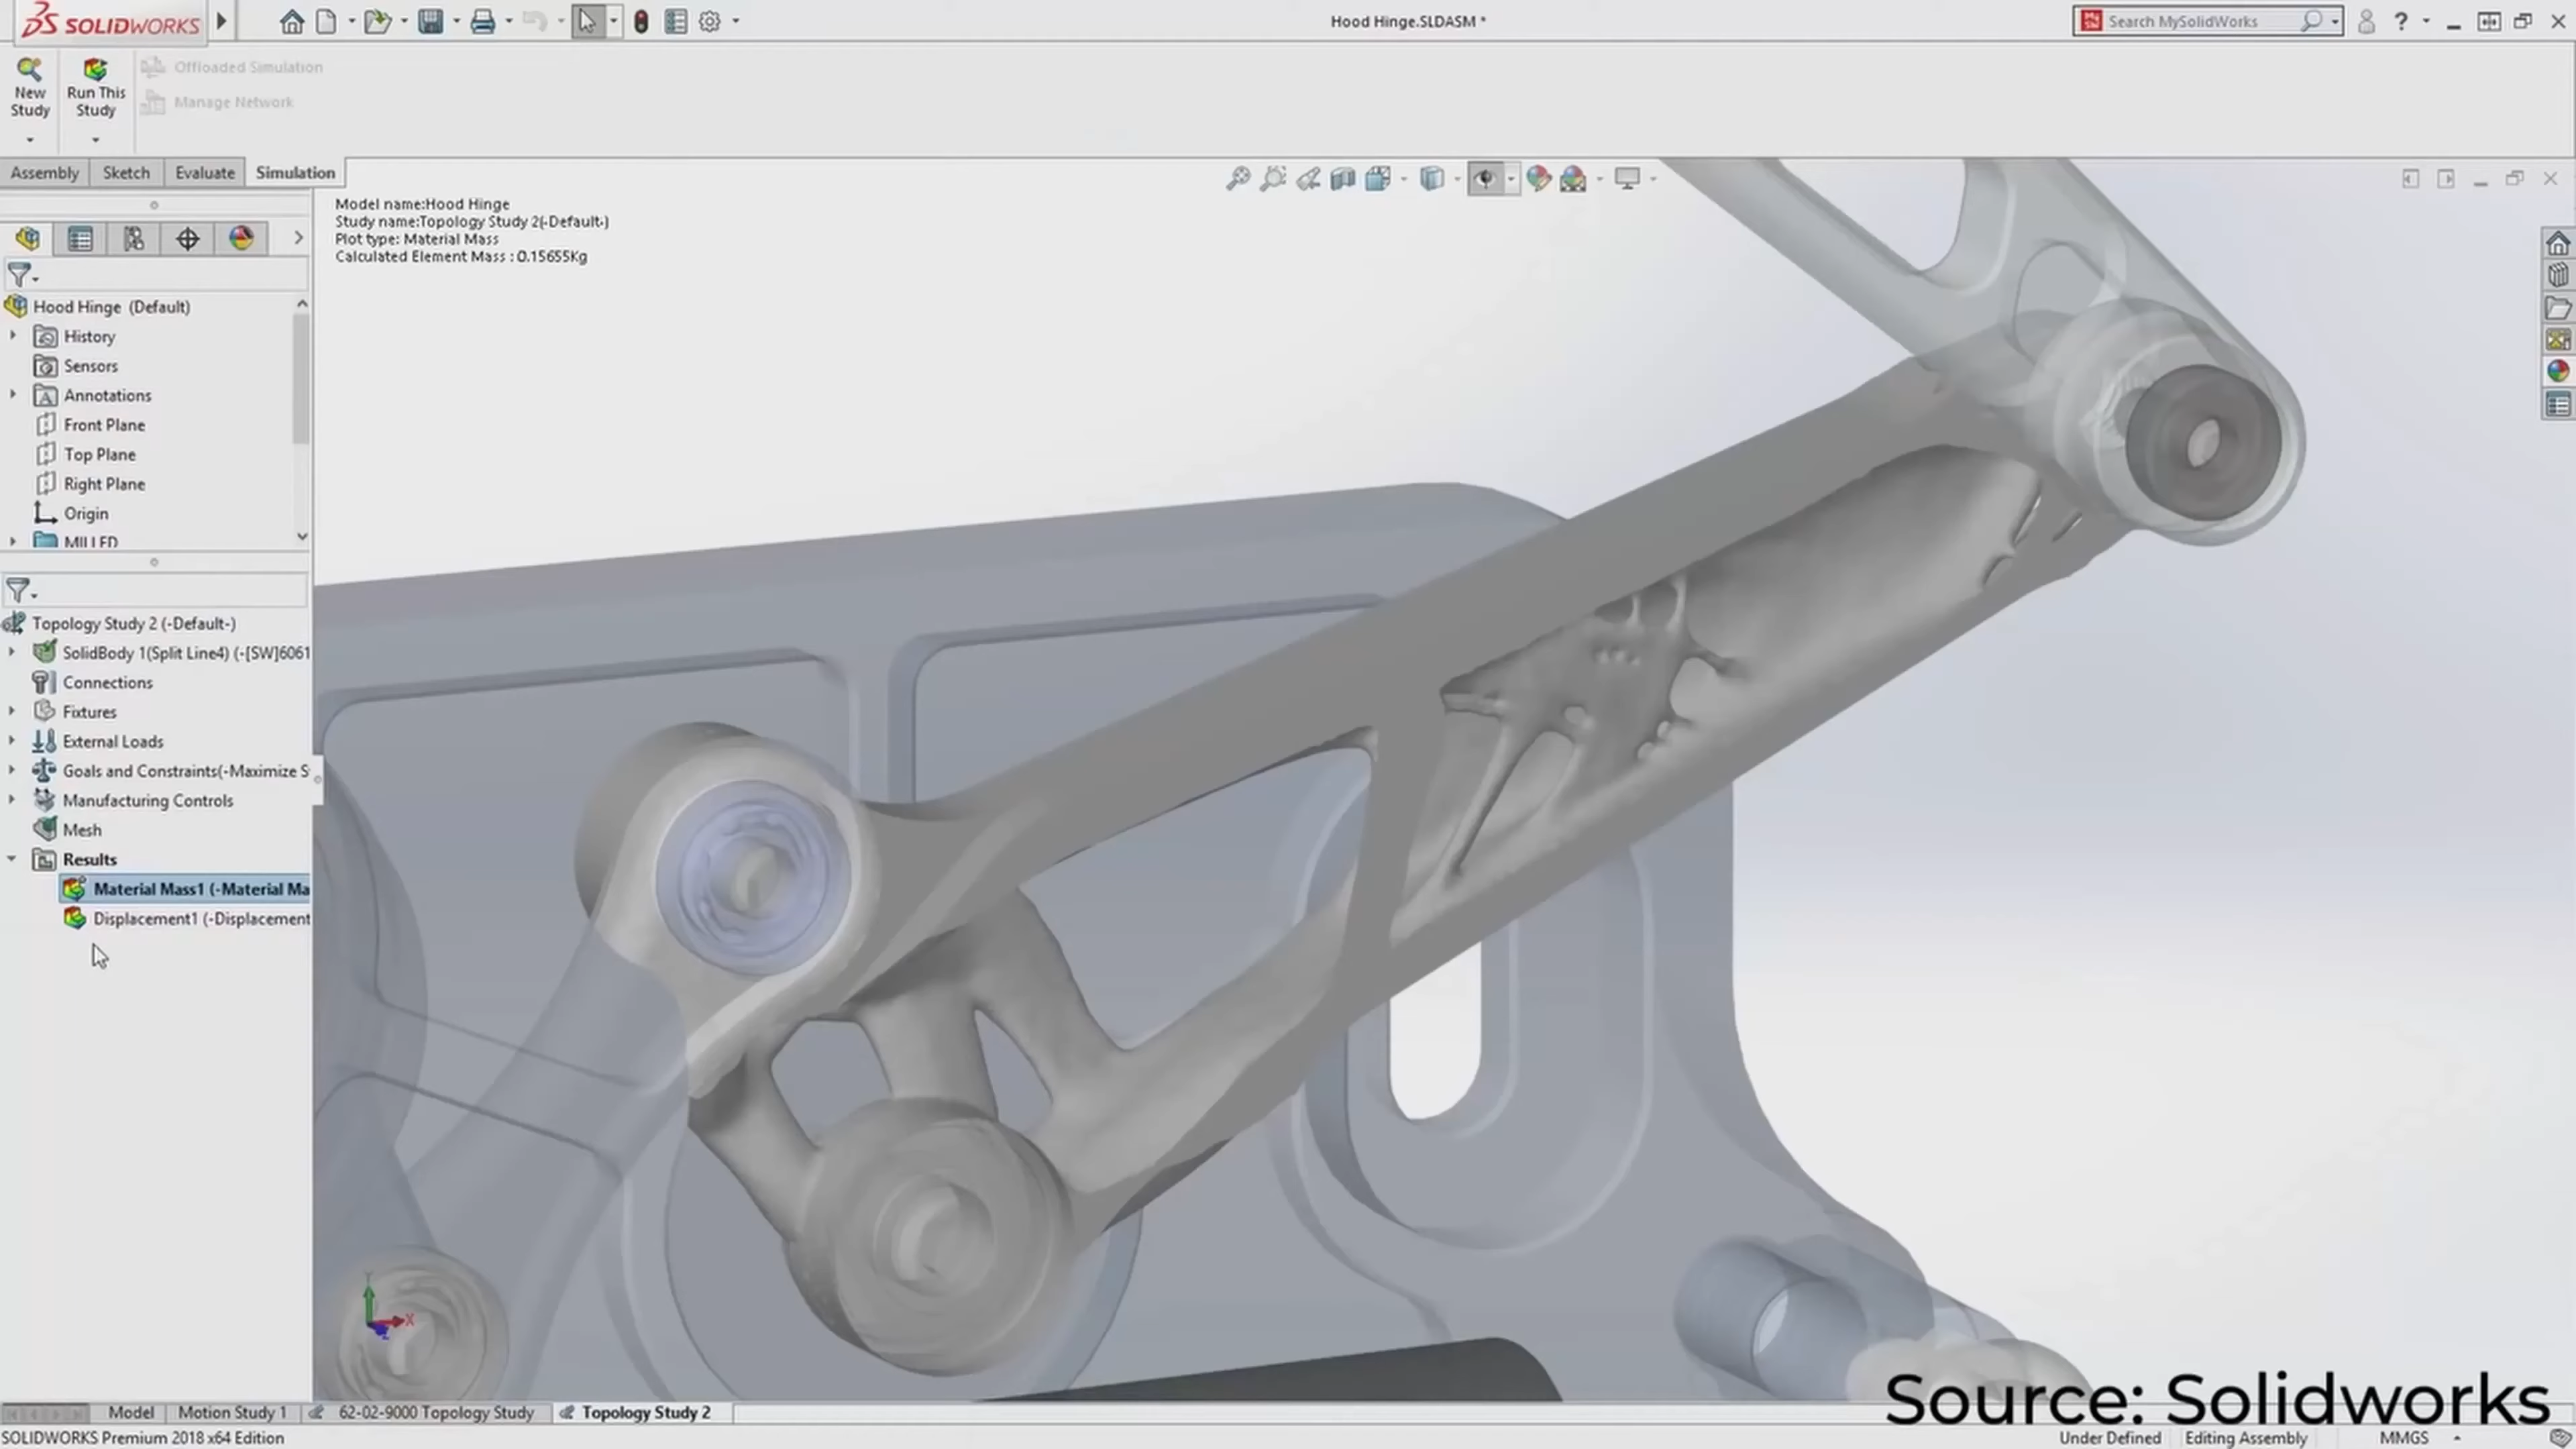 SOLIDWORKS
Hood Hinge.SLDASM *
Search MySolidWorks
?
New Study
Run This Study
Offloaded Simulation
Manage Network
Assembly
Sketch
Evaluate
Simulation
Model name:Hood Hinge
Study name:Topology Study 2(-Default-)
Plot type: Material Mass
Calculated Element Mass : 0.15655Kg
Hood Hinge (Default)
History
Sensors
Annotations
Front Plane
Top Plane
Right Plane
Origin
MILLED
Topology Study 2 (-Default-)
SolidBody 1(Split Line4) (-[SW]6061
Connections
Fixtures
External Loads
Goals and Constraints(-Maximize S
Manufacturing Controls
Mesh
Results
Material Mass1 (-Material Ma
Displacement1 (-Displacement
Y
X
Z
Source: Solidworks
Model
Motion Study 1
62-02-9000 Topology Study
Topology Study 2
SOLIDWORKS Premium 2018 x64 Edition
Under Defined
Editing Assembly
MMGS